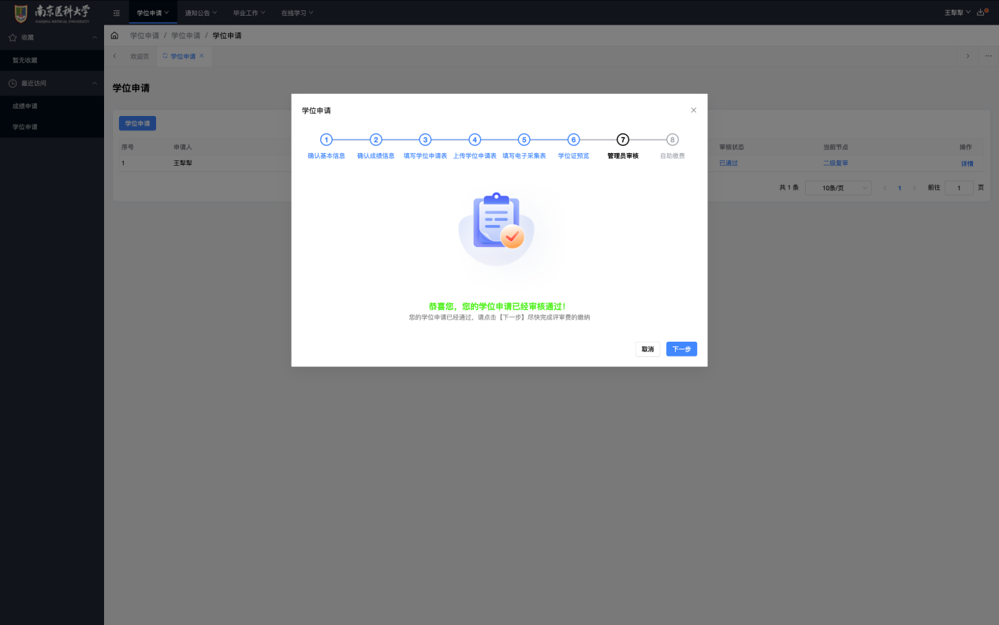 南京医科大学
NANJING MEDICAL UNIVERSITY
学位申请 通知公告 毕业工作 在线学习
王犁犁
收藏
暂无收藏
最近访问
成绩申请
学位申请
学位申请 / 学位申请 / 学位申请
欢迎页 学位申请
学位申请
学位申请
序号 申请人 审核状态 当前节点 操作
1 王犁犁 已通过 二级复审 详情
共 1 条 10条/页 1 前往 1 页
学位申请
1 2 3 4 5 6 7 8
确认基本信息 确认成绩信息 填写学位申请表 上传学位申请表 填写电子采集表 学位证预览 管理员审核 自助缴费
恭喜您，您的学位申请已经审核通过！
您的学位申请已经通过，请点击【下一步】尽快完成评审费的缴纳
取消 下一步